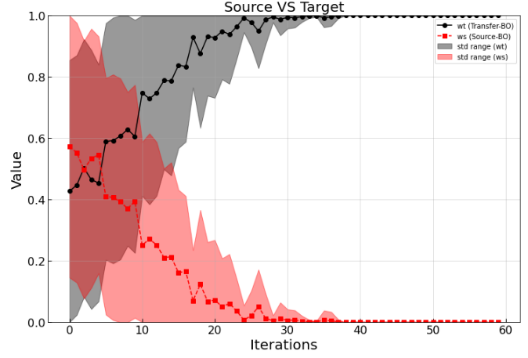 Source VS Target
1.0
0.8
0.6
0.4
0.2
0.0
Value
0
10
20
30
40
50
60
Iterations
wt (Transfer-BO)
ws (Source-BO)
std range (wt)
std range (ws)